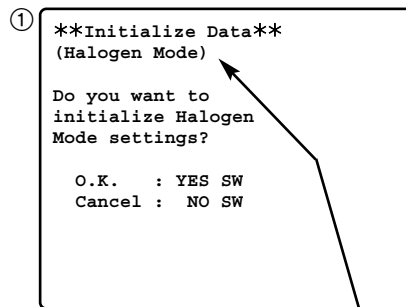 ①
**Initialize Data**
(Halogen Mode)
Do you want to
initialize Halogen
Mode settings?
O.K. : YES SW
Cancel : NO SW